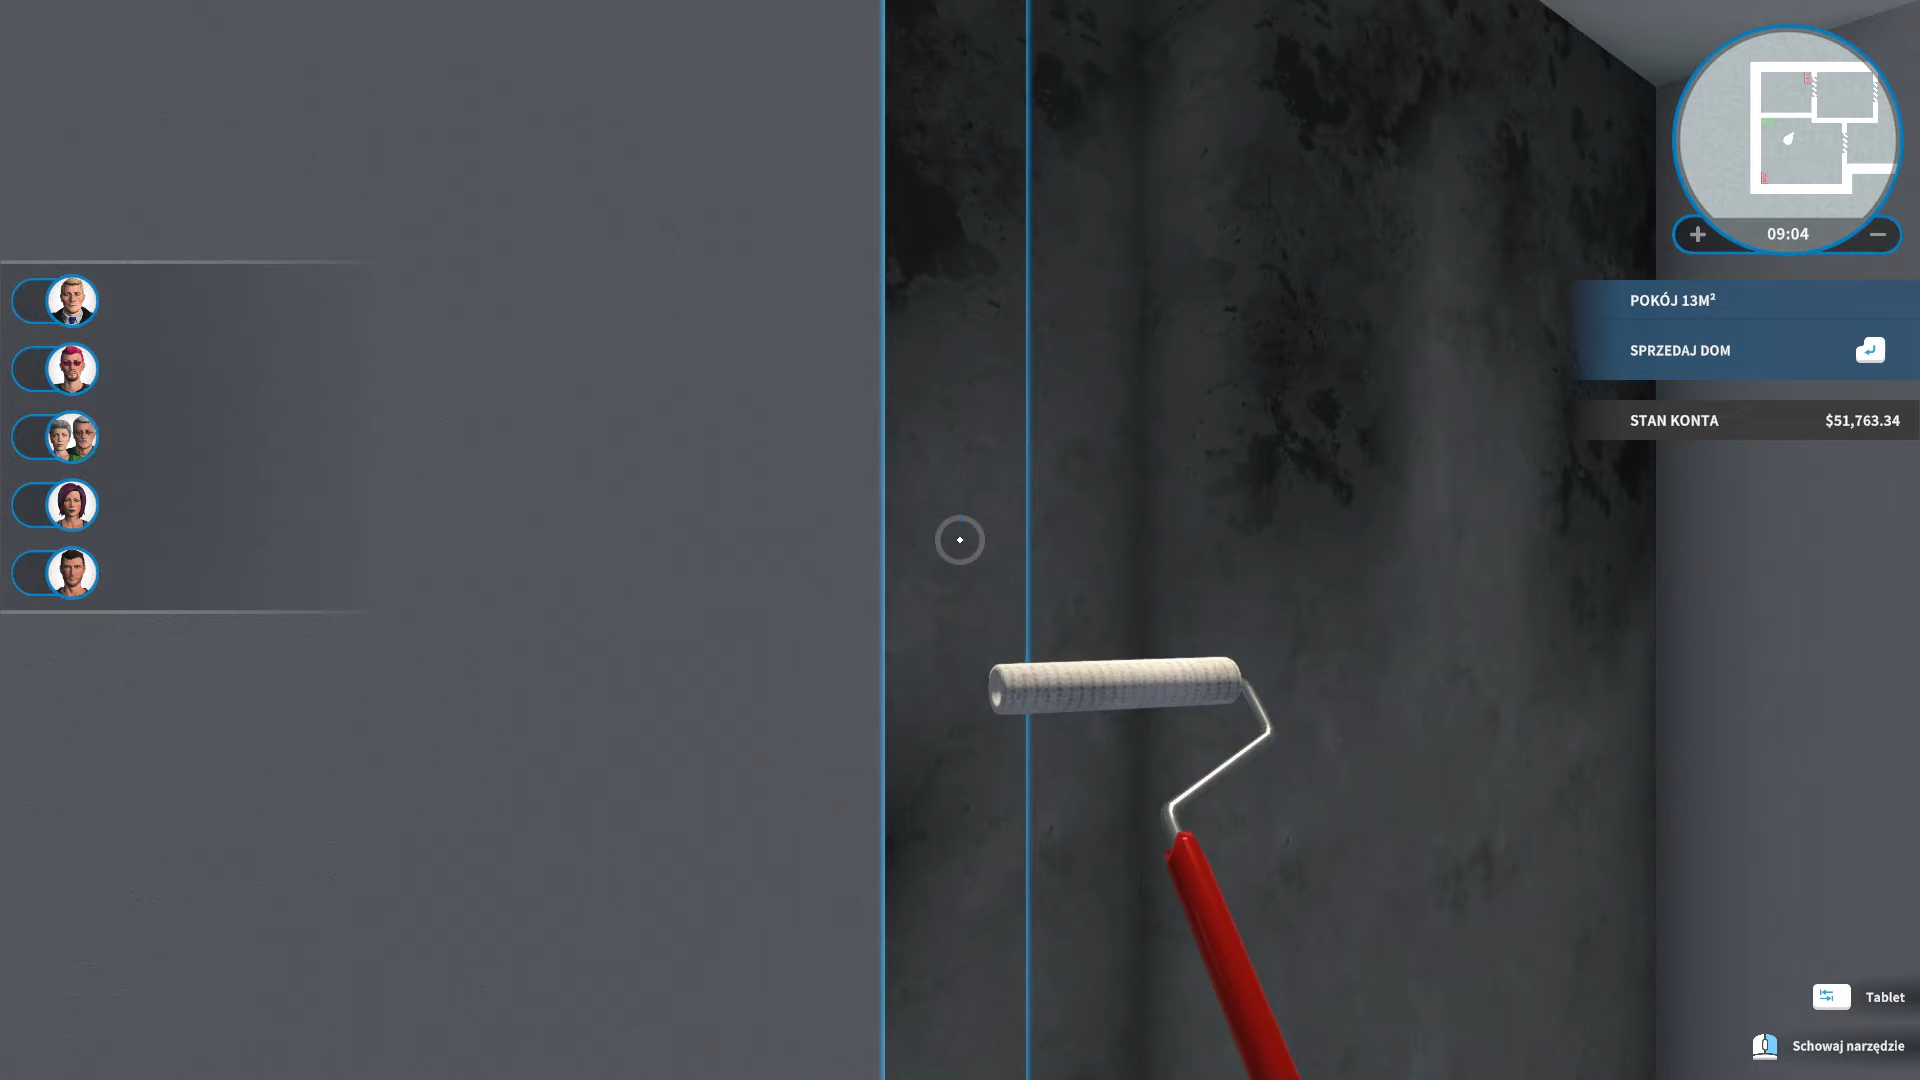 09:04
POKÓJ 13M²
SPRZEDAJ DOM
STAN KONTA $51,763.34
Tablet
Schowaj narzędzie